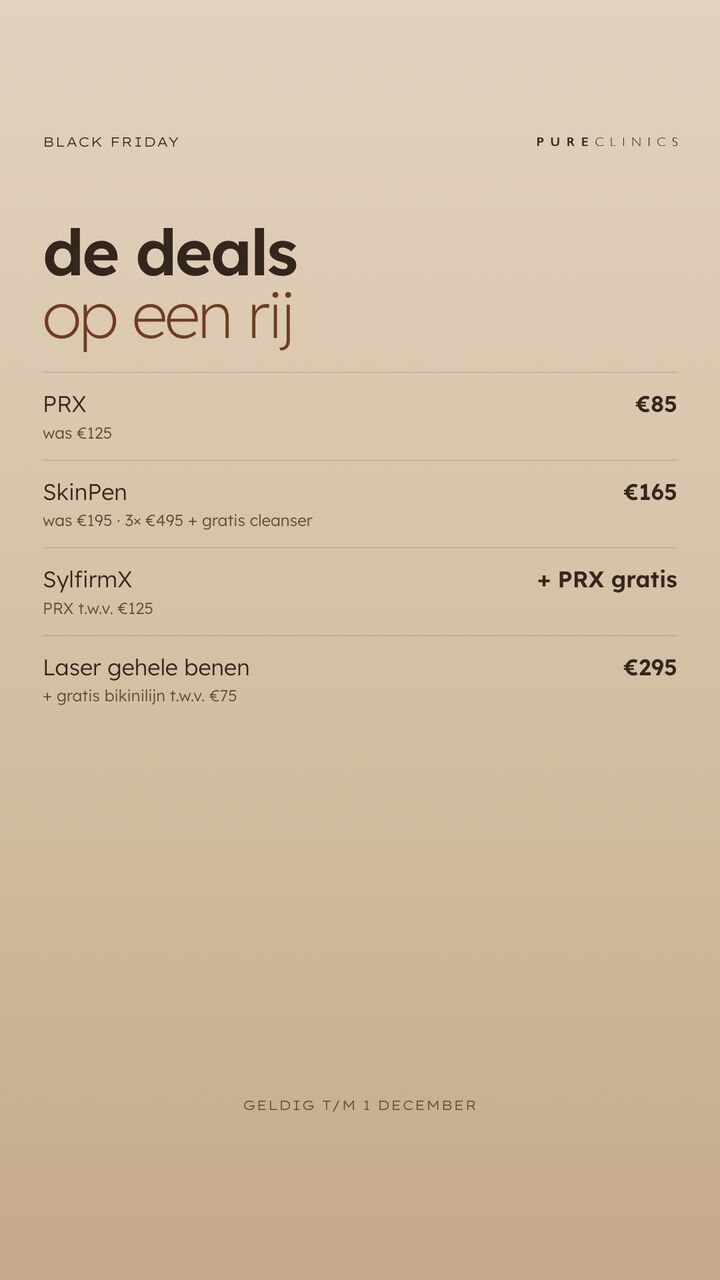 BLACK FRIDAY
PURECLINICS
de deals
op een rij
PRX
€85
was €125
SkinPen
€165
was €195 · 3× €495 + gratis cleanser
SylfirmX
+ PRX gratis
PRX t.w.v. €125
Laser gehele benen
€295
+ gratis bikinilijn t.w.v. €75
GELDIG T/M 1 DECEMBER